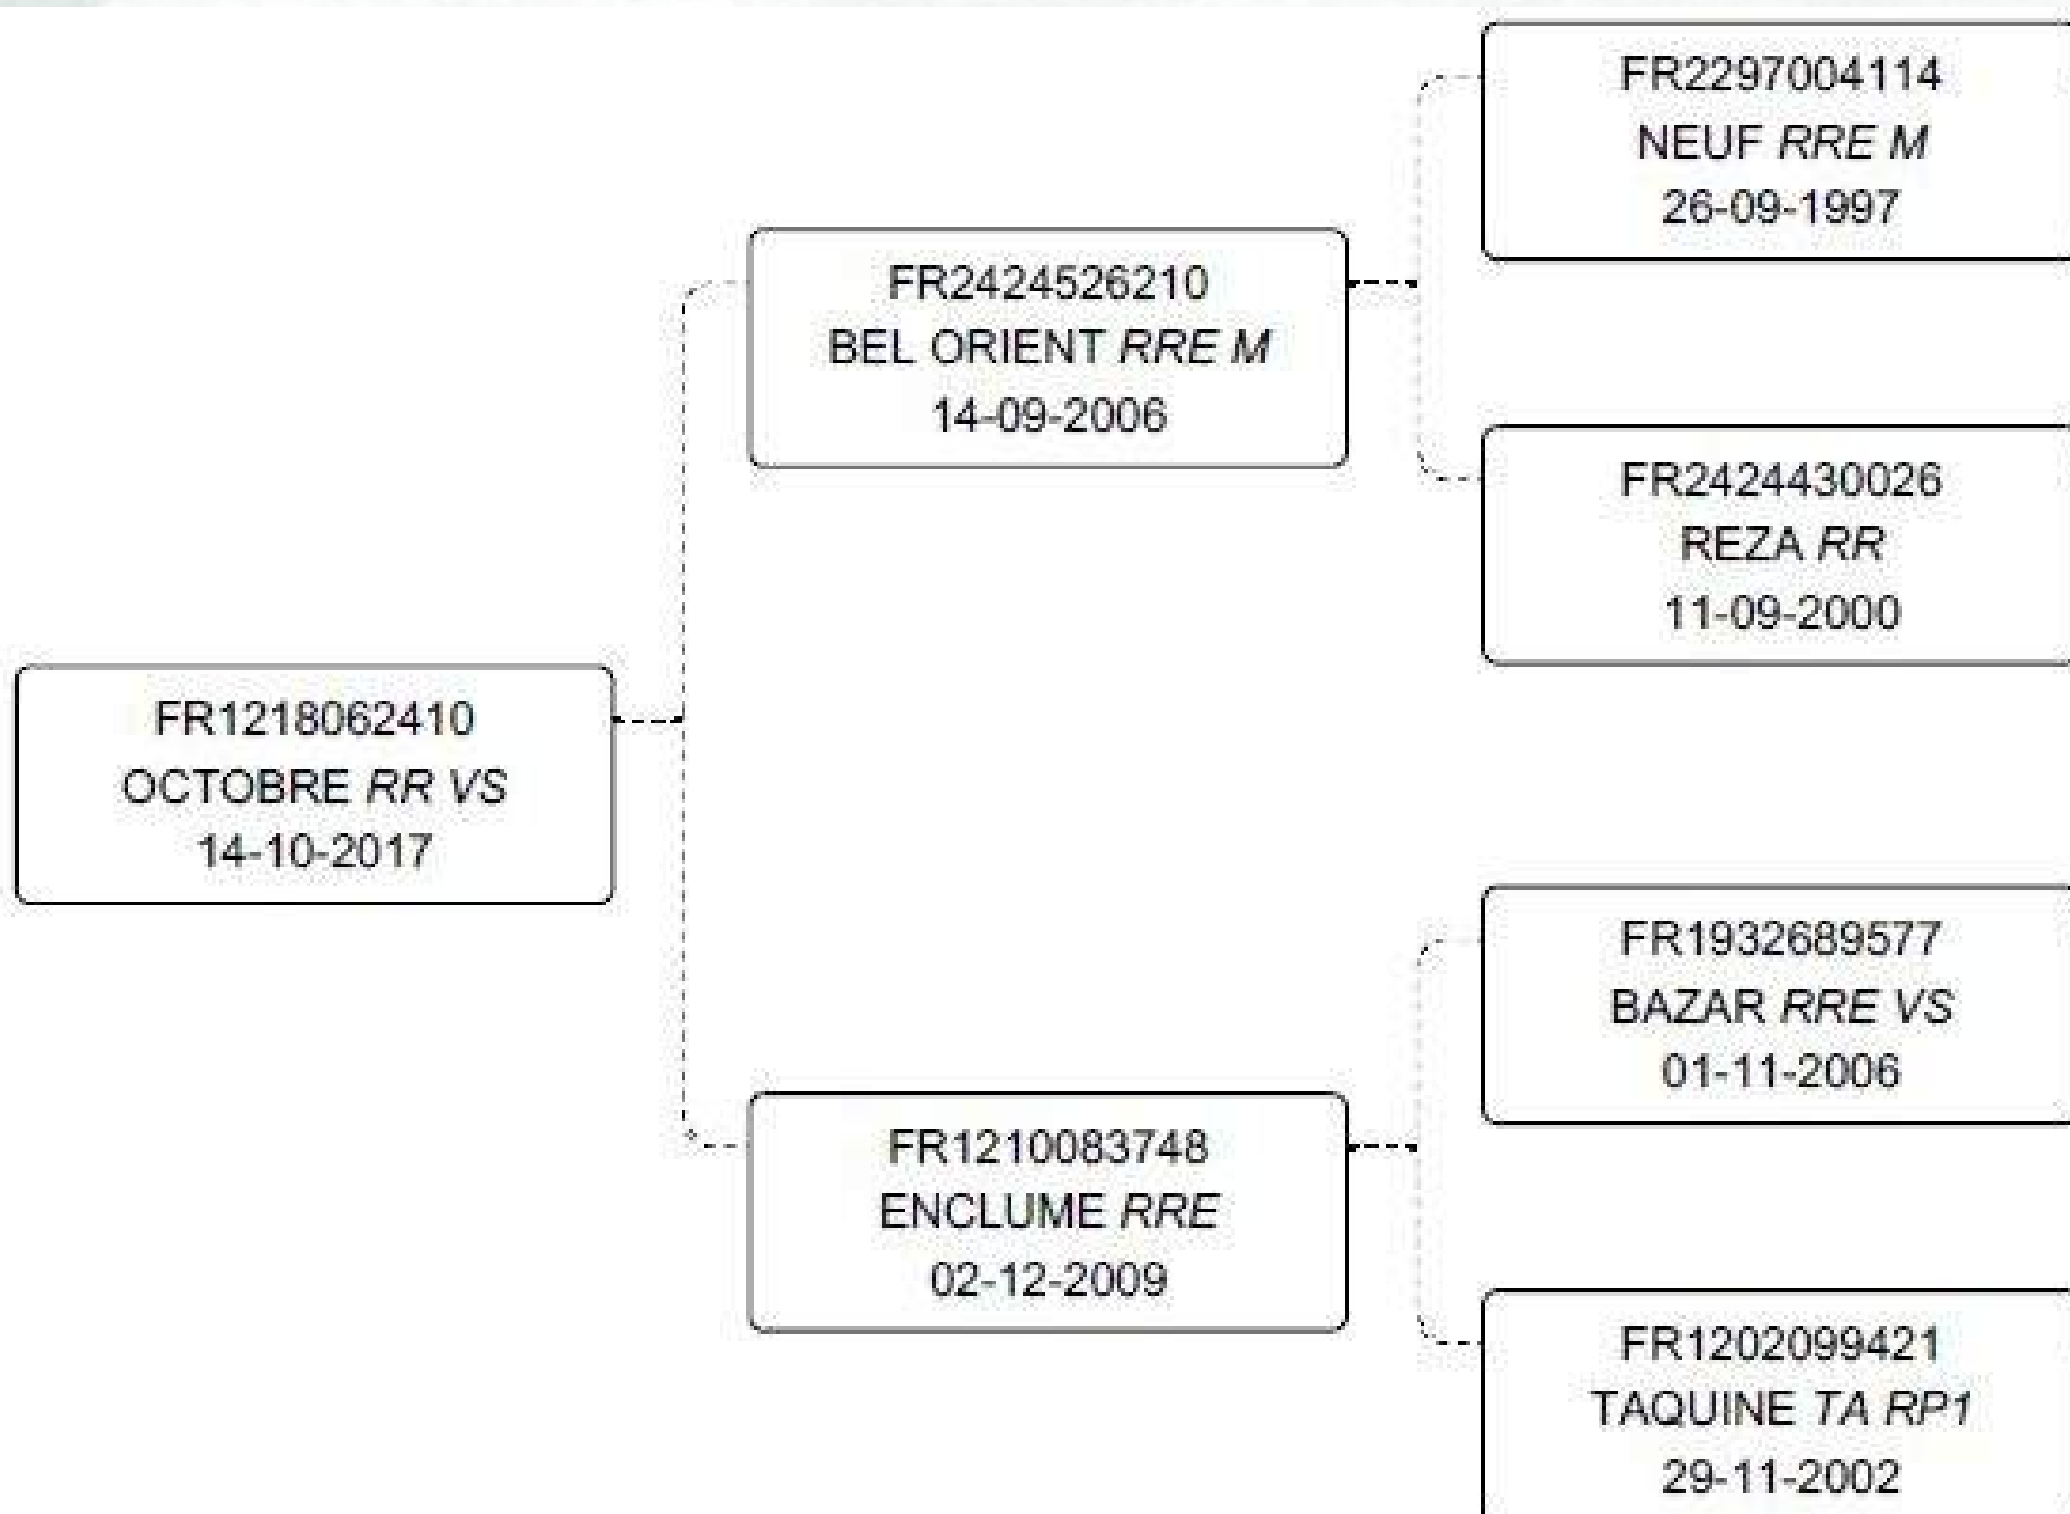 FR2297004114
NEUF RRE M
26-09-1997
FR2424526210
BEL ORIENT RRE M
14-09-2006
FR2424430026
REZA RR
11-09-2000
FR1218062410
OCTOBRE RR VS
14-10-2017
FR1932689577
BAZAR RRE VS
01-11-2006
FR1210083748
ENCLUME RRE
02-12-2009
FR1202099421
TAQUINE TA RP1
29-11-2002